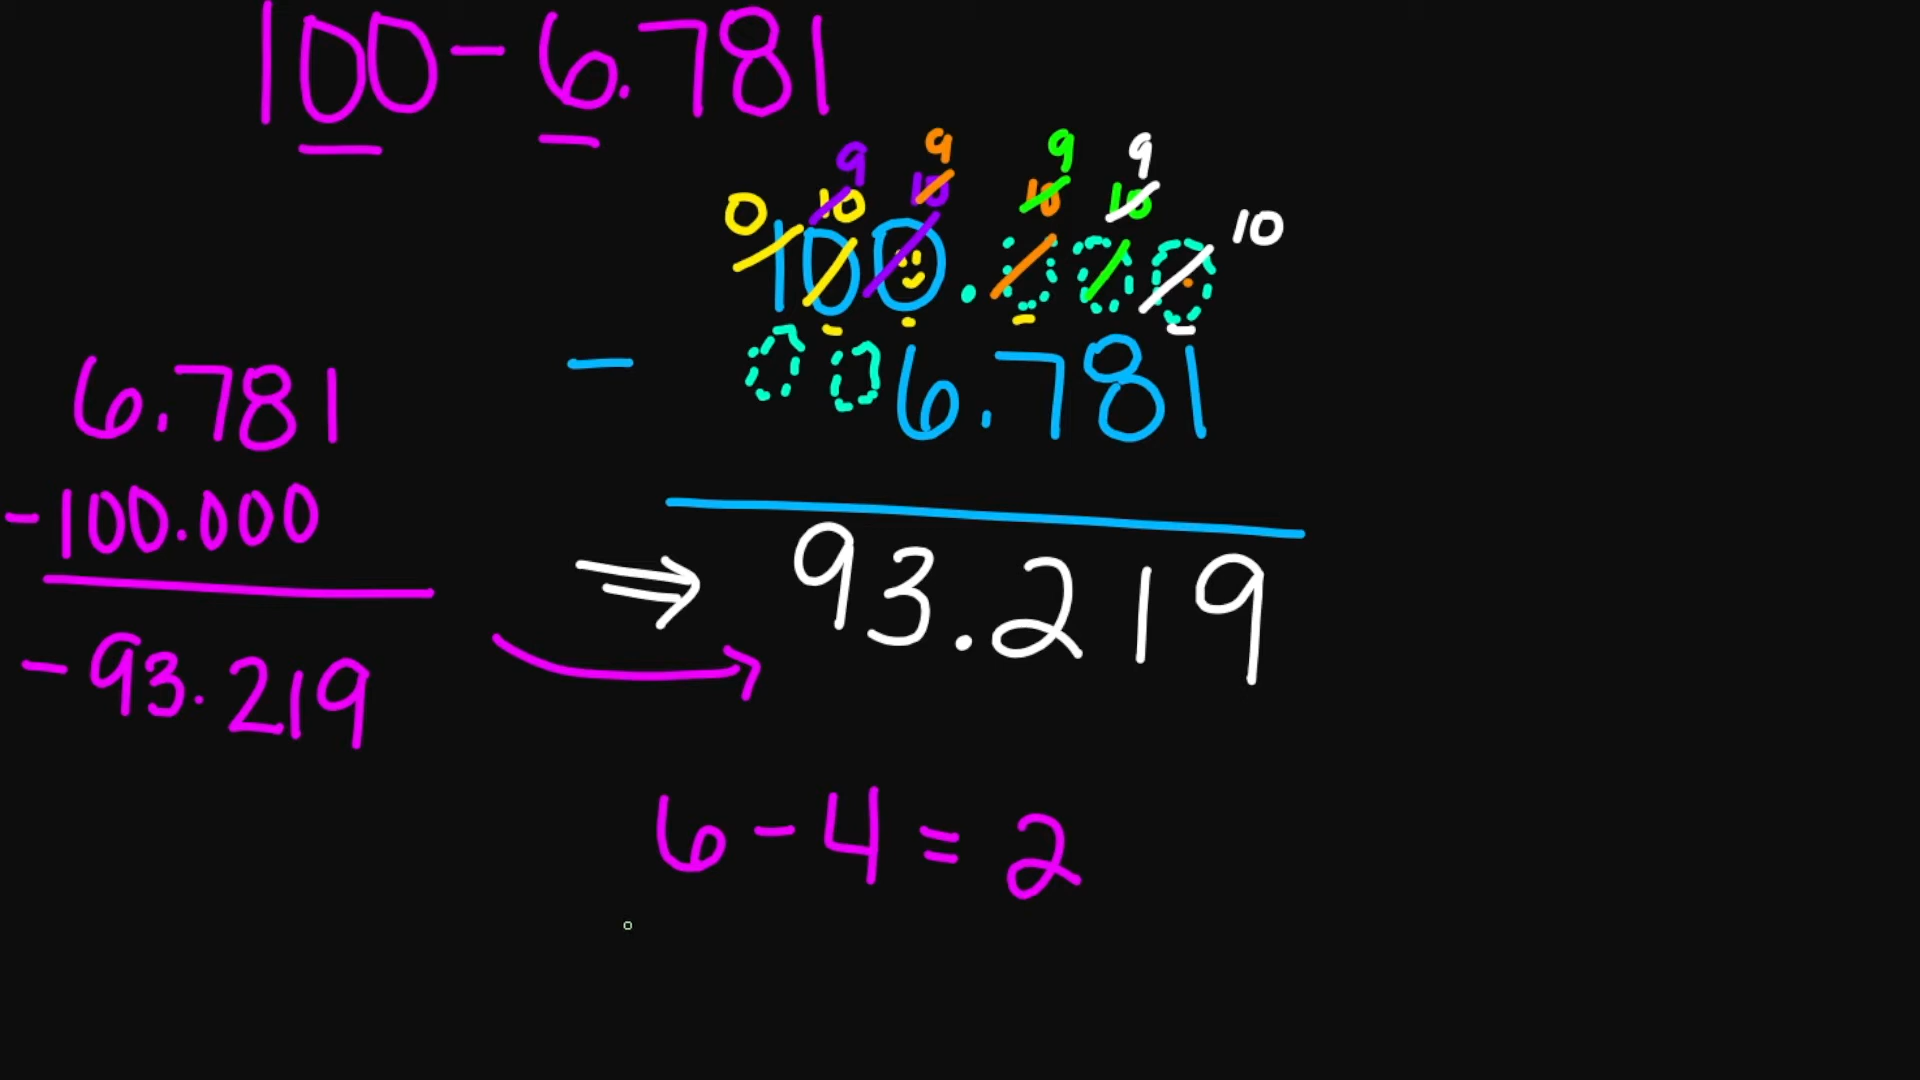 100 - 6.781
9 9 9 9
0 10 10 10 10 10
100.000
- 006.781
93.219
6.781
- 100.000
- 93.219
6 - 4 = 2